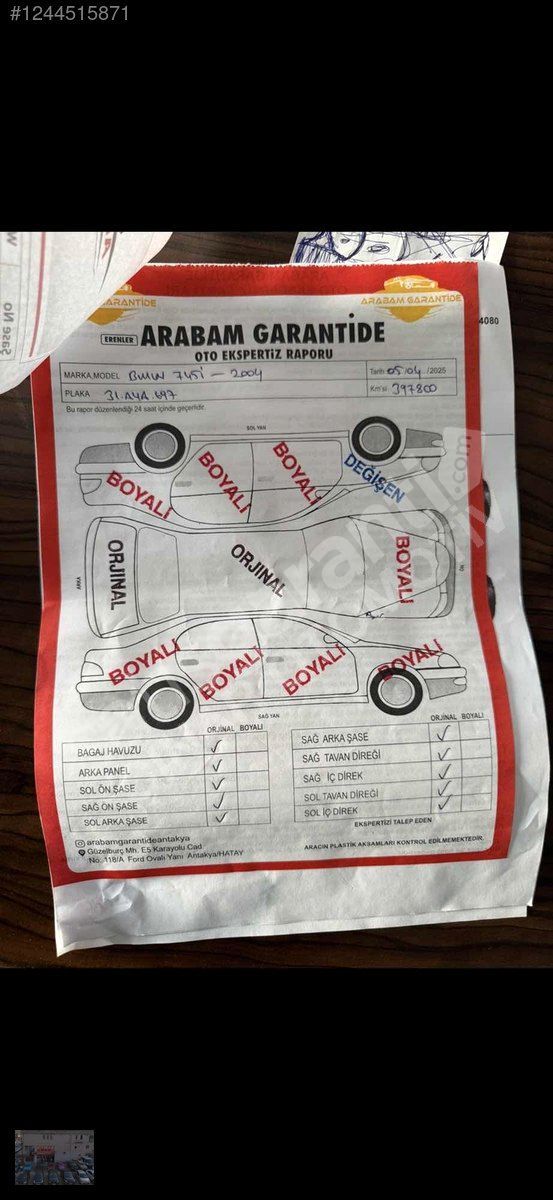 #1244515871
Şase No
GARANTİDE
ARABAM GARANTİDE
4080
ERENLER ARABAM GARANTİDE
OTO EKSPERTİZ RAPORU
MARKA,MODEL BMW 745i - 2004
Tarih 05/04/2025
PLAKA 31.AYA.697
Km'si 397800
Bu rapor düzenlendiği 24 saat içinde geçerlidir.
SOL YAN
BOYALI
BOYALI
BOYALI
DEĞİŞEN
ARKA
ORJİNAL
ORJINAL
BOYALI
ÖN
BOYALI
BOYALI
BOYALI
BOYALI
SAĞ YAN
ORJİNAL BOYALI
BAGAJ HAVUZU ✓
ARKA PANEL ✓
SOL ÖN ŞASE ✓
SAĞ ÖN ŞASE ✓
SOL ARKA ŞASE ✓
ORJİNAL BOYALI
SAĞ ARKA ŞASE ✓
SAĞ TAVAN DİREĞİ ✓
SAĞ İÇ DİREK ✓
SOL TAVAN DİREĞİ ✓
SOL İÇ DİREK ✓
EKSPERTİZİ TALEP EDEN
arabamgarantideantakya
Güzelburç Mh. E5 Karayolu Cad
No: 118/A Ford Ovalı Yanı Antakya/HATAY
ARACIN PLASTİK AKSAMLARI KONTROL EDİLMEMEKTEDİR.